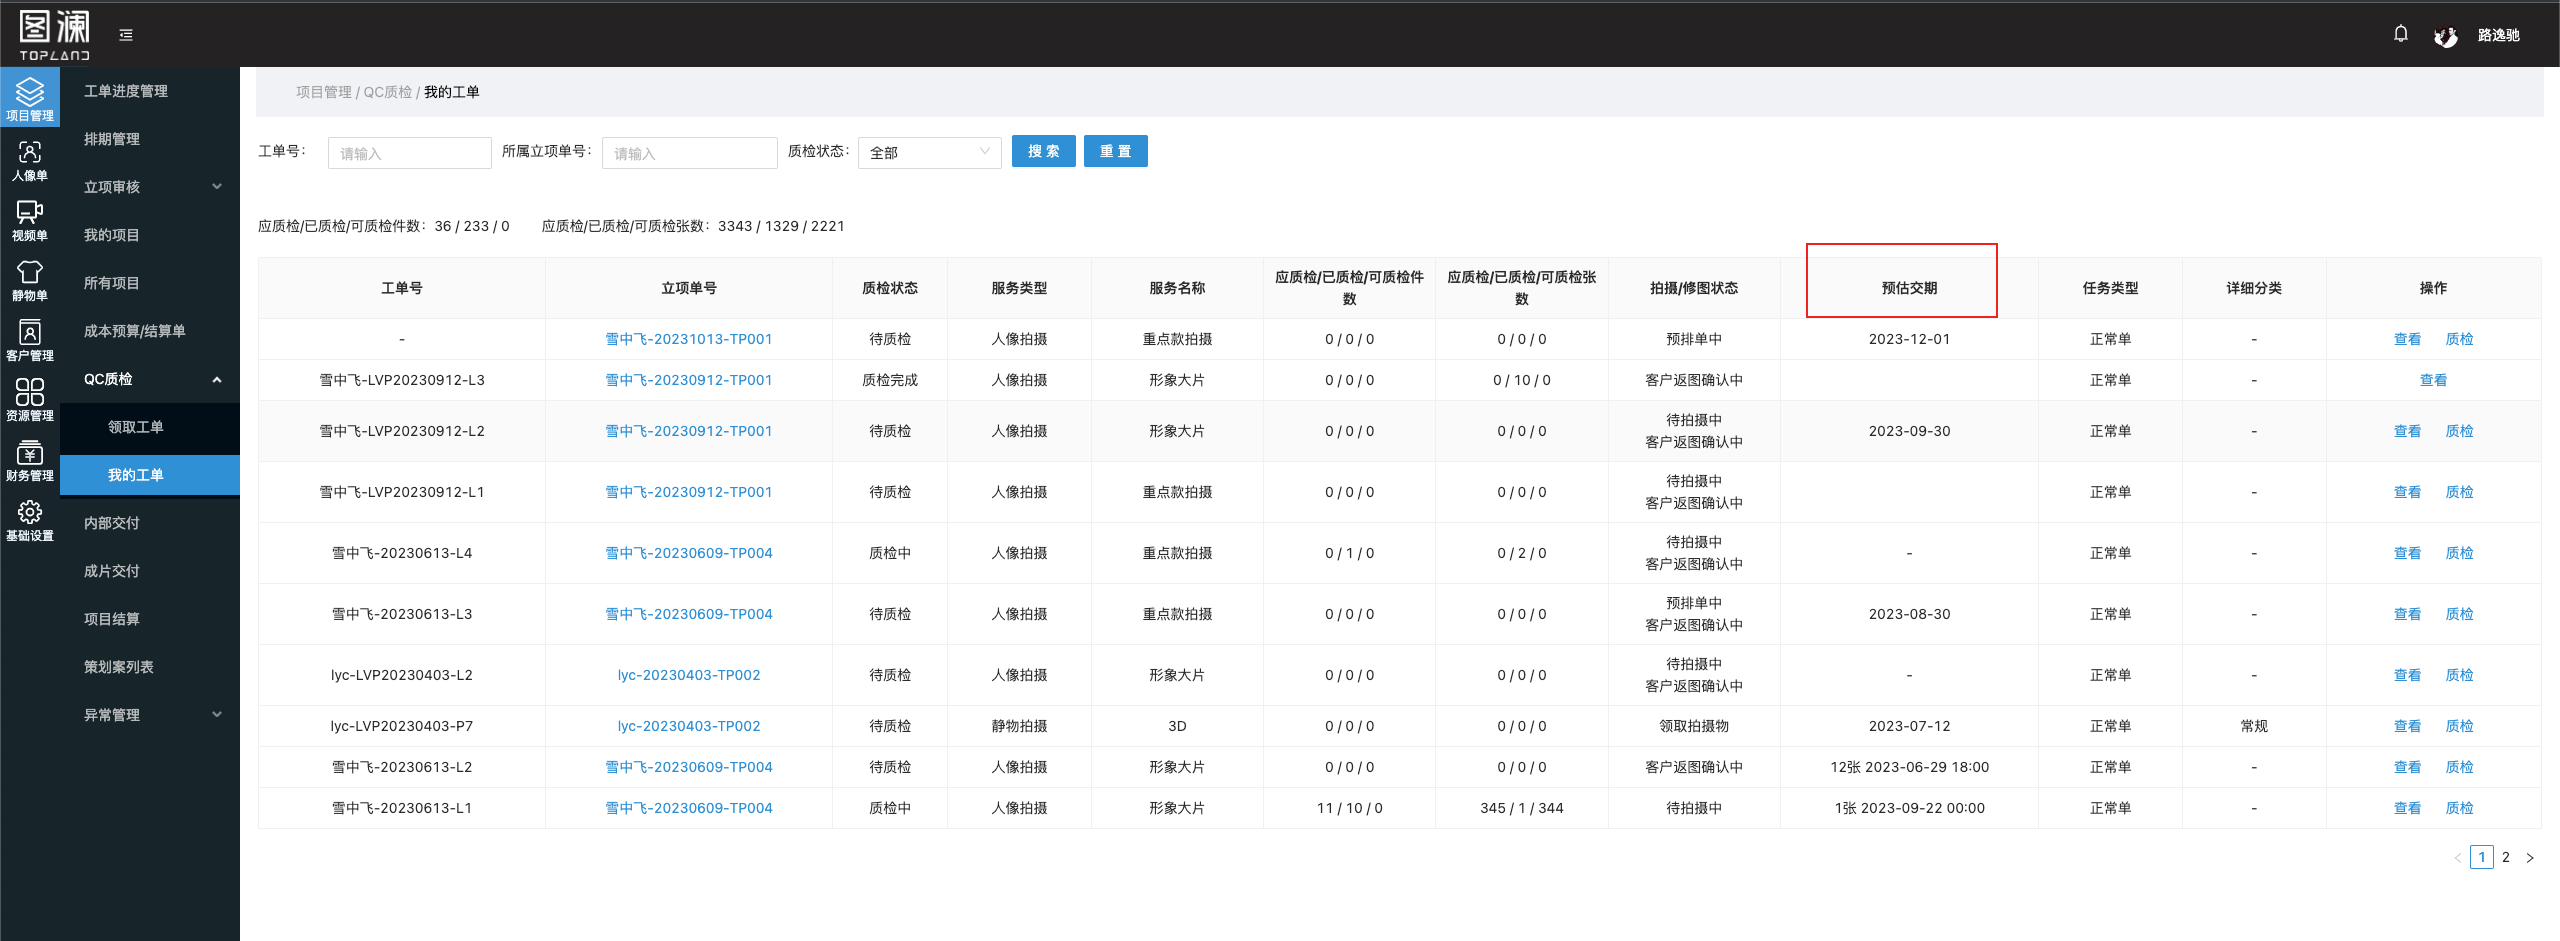 图澜
TOPLAND
路逸驰
项目管理
人像单
视频单
静物单
客户管理
资源管理
财务管理
基础设置
工单进度管理
排期管理
立项审核
我的项目
所有项目
成本预算/结算单
QC质检
领取工单
我的工单
内部交付
成片交付
项目结算
策划案列表
异常管理
项目管理 / QC质检 / 我的工单
工单号： 请输入 所属立项单号： 请输入 质检状态： 全部 搜 索 重 置
应质检/已质检/可质检件数：36 / 233 / 0 应质检/已质检/可质检张数：3343 / 1329 / 2221
工单号 立项单号 质检状态 服务类型 服务名称 应质检/已质检/可质检件数 应质检/已质检/可质检张数 拍摄/修图状态 预估交期 任务类型 详细分类 操作
- 雪中飞-20231013-TP001 待质检 人像拍摄 重点款拍摄 0 / 0 / 0 0 / 0 / 0 预排单中 2023-12-01 正常单 - 查看 质检
雪中飞-LVP20230912-L3 雪中飞-20230912-TP001 质检完成 人像拍摄 形象大片 0 / 0 / 0 0 / 10 / 0 客户返图确认中 正常单 - 查看
雪中飞-LVP20230912-L2 雪中飞-20230912-TP001 待质检 人像拍摄 形象大片 0 / 0 / 0 0 / 0 / 0 待拍摄中 客户返图确认中 2023-09-30 正常单 - 查看 质检
雪中飞-LVP20230912-L1 雪中飞-20230912-TP001 待质检 人像拍摄 重点款拍摄 0 / 0 / 0 0 / 0 / 0 待拍摄中 客户返图确认中 正常单 - 查看 质检
雪中飞-20230613-L4 雪中飞-20230609-TP004 质检中 人像拍摄 重点款拍摄 0 / 1 / 0 0 / 2 / 0 待拍摄中 客户返图确认中 - 正常单 - 查看 质检
雪中飞-20230613-L3 雪中飞-20230609-TP004 待质检 人像拍摄 重点款拍摄 0 / 0 / 0 0 / 0 / 0 预排单中 客户返图确认中 2023-08-30 正常单 - 查看 质检
lyc-LVP20230403-L2 lyc-20230403-TP002 待质检 人像拍摄 形象大片 0 / 0 / 0 0 / 0 / 0 待拍摄中 客户返图确认中 - 正常单 - 查看 质检
lyc-LVP20230403-P7 lyc-20230403-TP002 待质检 静物拍摄 3D 0 / 0 / 0 0 / 0 / 0 领取拍摄物 2023-07-12 正常单 常规 查看 质检
雪中飞-20230613-L2 雪中飞-20230609-TP004 待质检 人像拍摄 形象大片 0 / 0 / 0 0 / 0 / 0 客户返图确认中 12张 2023-06-29 18:00 正常单 - 查看 质检
雪中飞-20230613-L1 雪中飞-20230609-TP004 质检中 人像拍摄 形象大片 11 / 10 / 0 345 / 1 / 344 待拍摄中 1张 2023-09-22 00:00 正常单 - 查看 质检
< 1 2 >